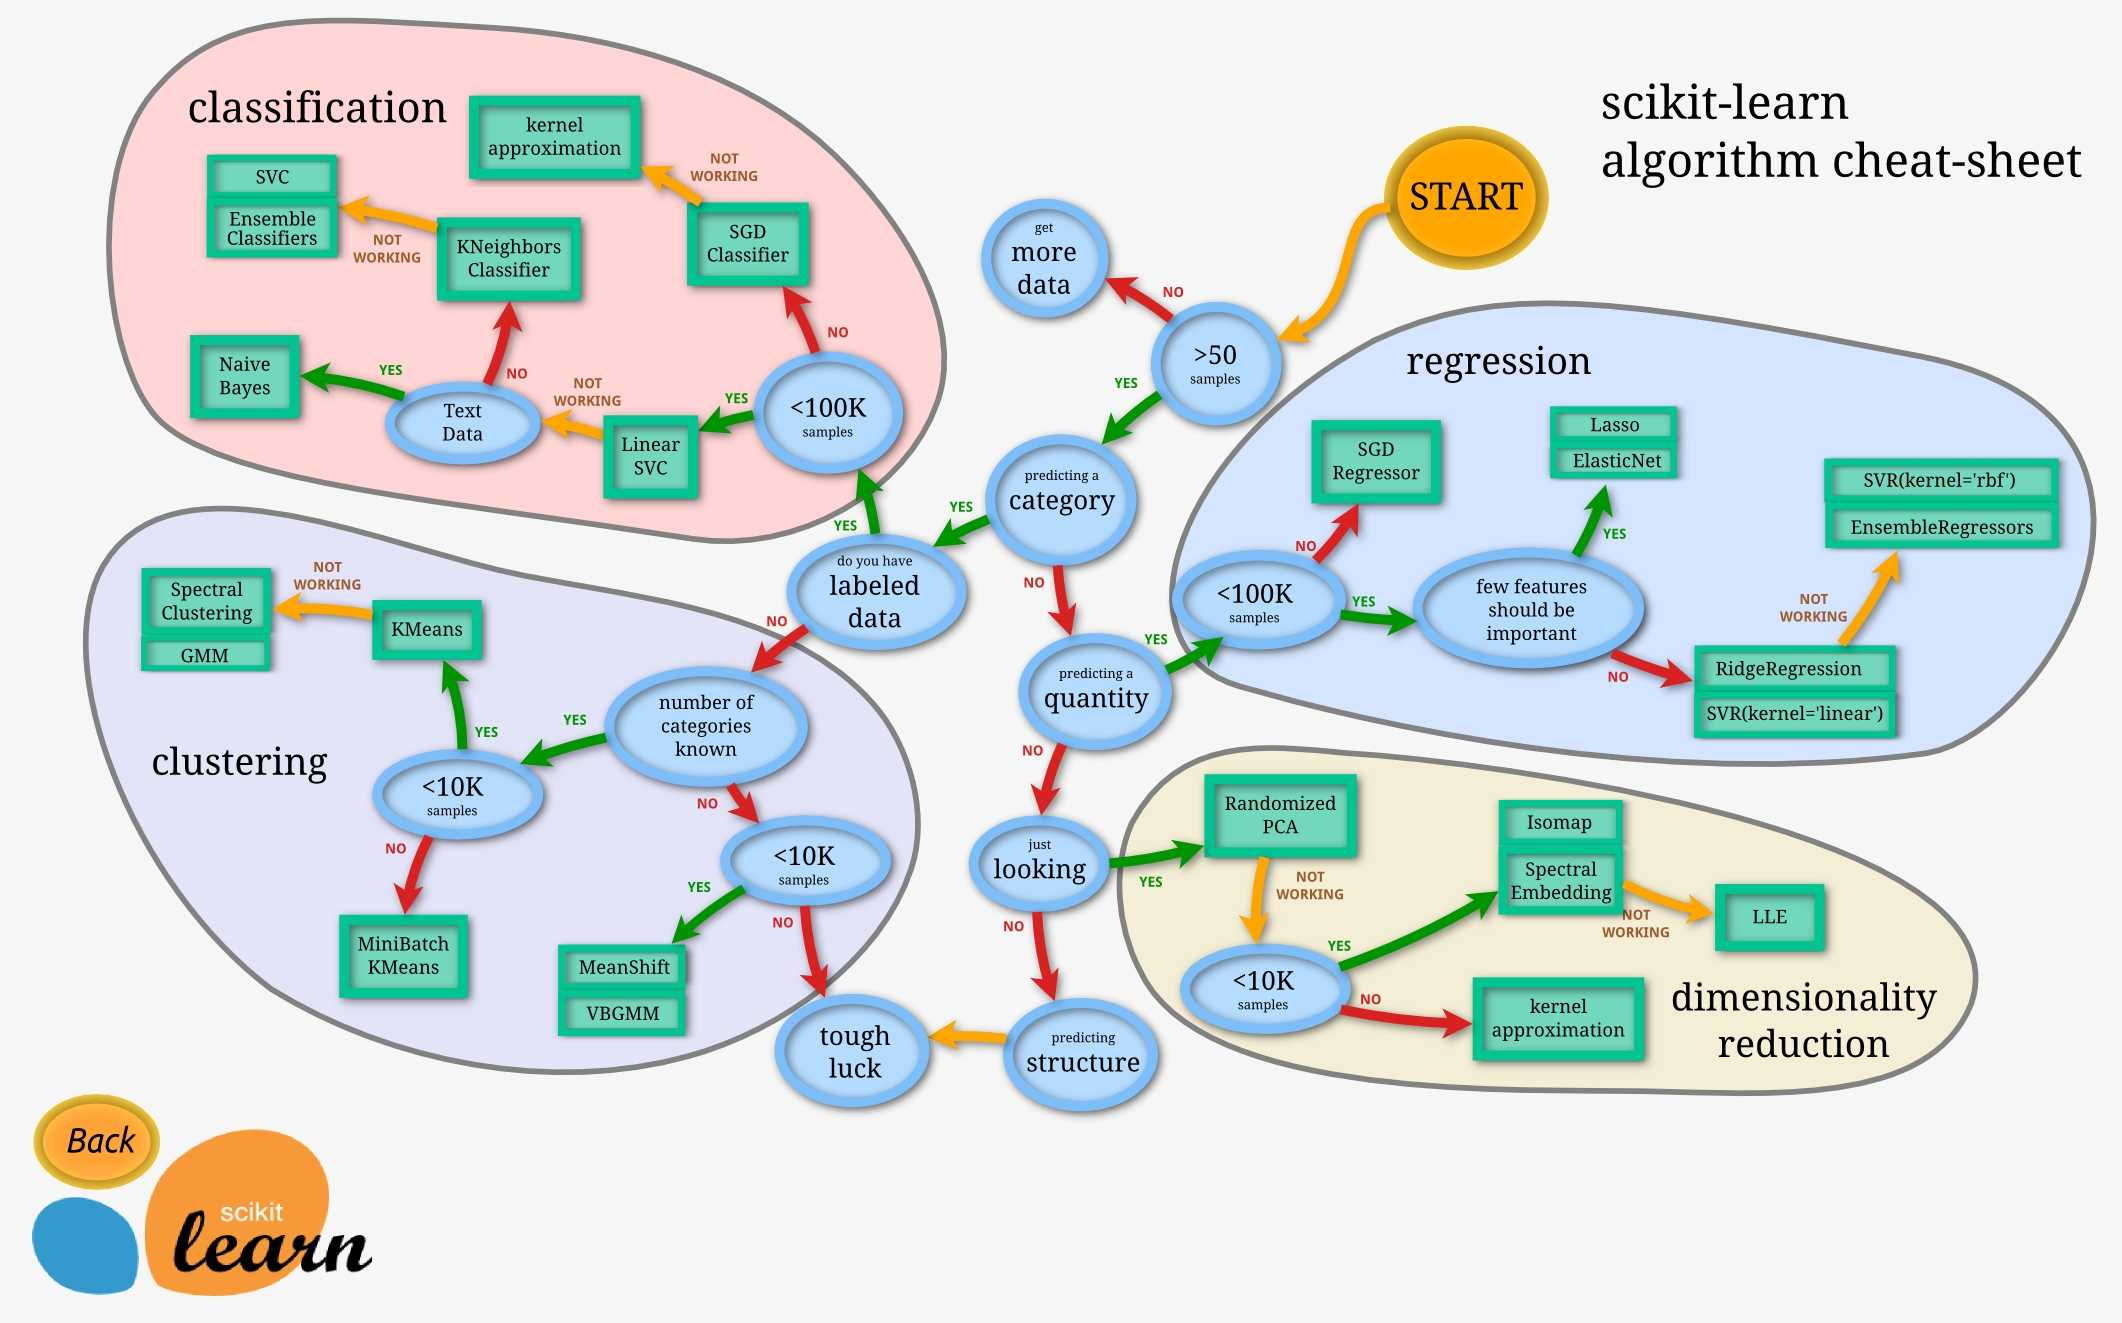 scikit-learn
algorithm cheat-sheet
START
classification
kernel
approximation
NOT
WORKING
SVC
Ensemble
Classifiers
NOT
WORKING
KNeighbors
Classifier
SGD
Classifier
NO
Naive
Bayes
YES
NO
Text
Data
NOT
WORKING
Linear
SVC
YES
<100K
samples
YES
get
more
data
NO
>50
samples
YES
predicting a
category
YES
NO
do you have
labeled
data
NO
predicting a
quantity
YES
NO
just
looking
YES
NO
predicting
structure
tough
luck
regression
SGD
Regressor
NO
<100K
samples
YES
Lasso
ElasticNet
YES
few features
should be
important
NO
SVR(kernel='rbf')
EnsembleRegressors
NOT
WORKING
RidgeRegression
SVR(kernel='linear')
clustering
Spectral
Clustering
GMM
NOT
WORKING
KMeans
YES
<10K
samples
YES
number of
categories
known
NO
NO
MiniBatch
KMeans
<10K
samples
YES
NO
MeanShift
VBGMM
Randomized
PCA
NOT
WORKING
<10K
samples
YES
NO
Isomap
Spectral
Embedding
NOT
WORKING
LLE
kernel
approximation
dimensionality
reduction
Back
scikit
learn